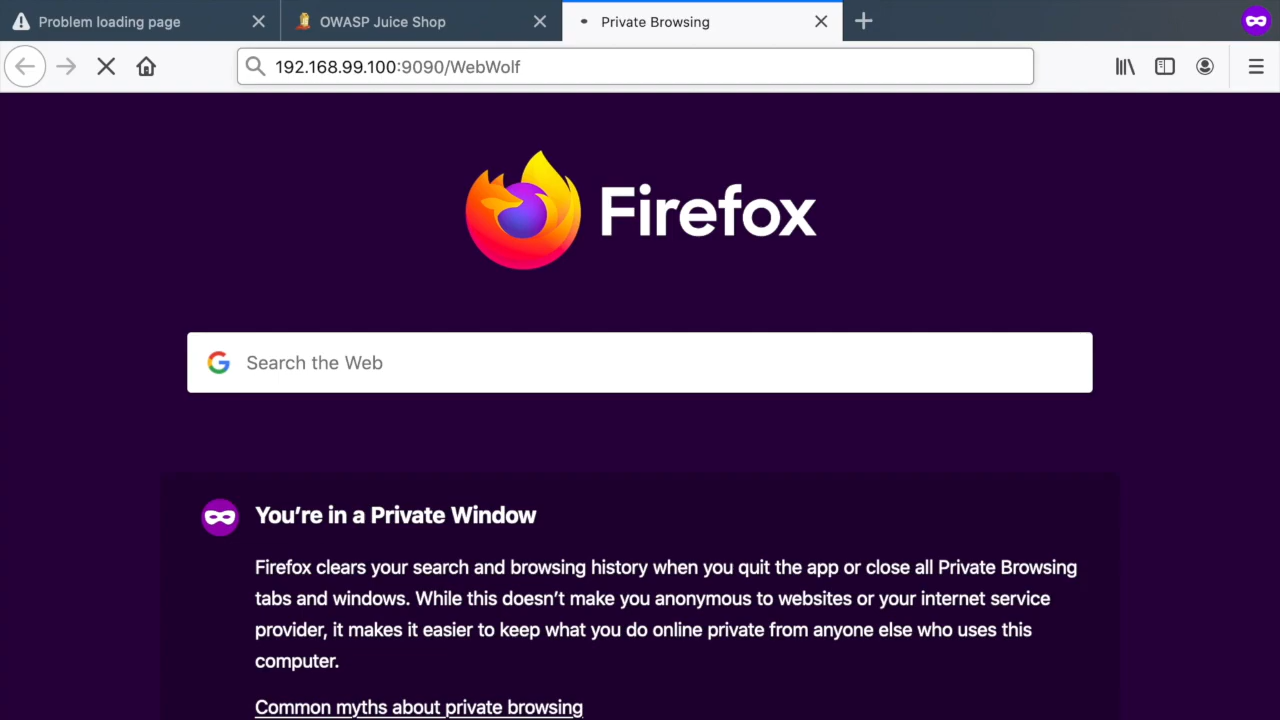 Problem loading page
OWASP Juice Shop
Private Browsing
192.168.99.100:9090/WebWolf
Firefox
Search the Web
You’re in a Private Window
Firefox clears your search and browsing history when you quit the app or close all Private Browsing
tabs and windows. While this doesn’t make you anonymous to websites or your internet service
provider, it makes it easier to keep what you do online private from anyone else who uses this
computer.
Common myths about private browsing